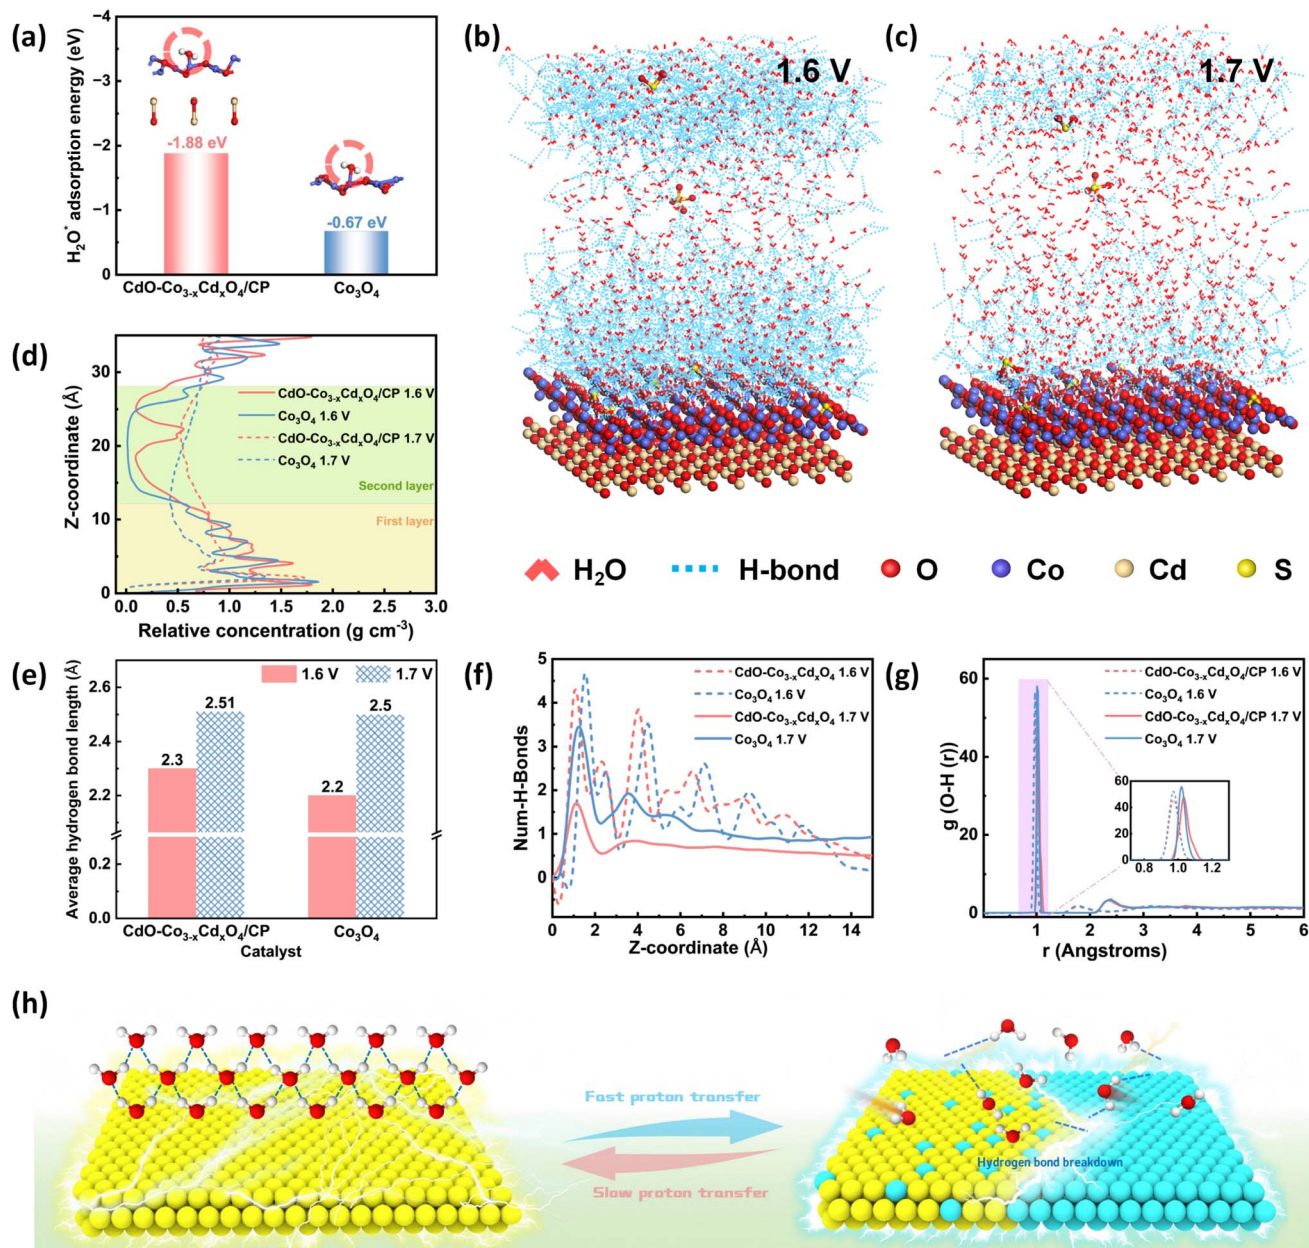 (a)
H₂O* adsorption energy (eV)
−4
−3
−2
−1
0
-1.88 eV
-0.67 eV
CdO-Co₃₋ₓCdₓO₄/CP
Co₃O₄
(b)
1.6 V
(c)
1.7 V
H₂O
H-bond
O
Co
Cd
S
(d)
Z-coordinate (Å)
30
20
10
0
CdO-Co₃₋ₓCdₓO₄/CP 1.6 V
Co₃O₄ 1.6 V
CdO-Co₃₋ₓCdₓO₄/CP 1.7 V
Co₃O₄ 1.7 V
Second layer
First layer
0.0 0.5 1.0 1.5 2.0 2.5 3.0
Relative concentration (g cm⁻³)
(e)
Average hydrogen bond length (Å)
2.6
2.4
2.2
0.2
0.0
1.6 V
1.7 V
2.3
2.51
2.2
2.5
CdO-Co₃₋ₓCdₓO₄/CP
Co₃O₄
Catalyst
(f)
Num-H-Bonds
5
4
3
2
1
0
CdO-Co₃₋ₓCdₓO₄ 1.6 V
Co₃O₄ 1.6 V
CdO-Co₃₋ₓCdₓO₄ 1.7 V
Co₃O₄ 1.7 V
0 2 4 6 8 10 12 14
Z-coordinate (Å)
(g)
g (O-H (r))
60
40
20
0
CdO-Co₃₋ₓCdₓO₄/CP 1.6 V
Co₃O₄ 1.6 V
CdO-Co₃₋ₓCdₓO₄/CP 1.7 V
Co₃O₄ 1.7 V
60
40
20
0
1.0 1.2
1 2 3 4 5 6
r (Angstroms)
(h)
Fast proton transfer
Slow proton transfer
Hydrogen bond breakdown